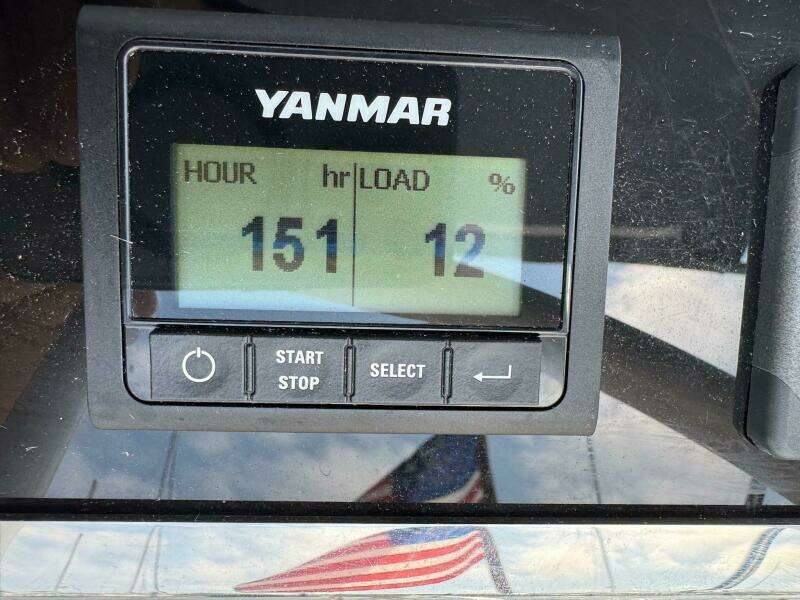 YANMAR
HOUR hr LOAD %
151 12
START
STOP
SELECT